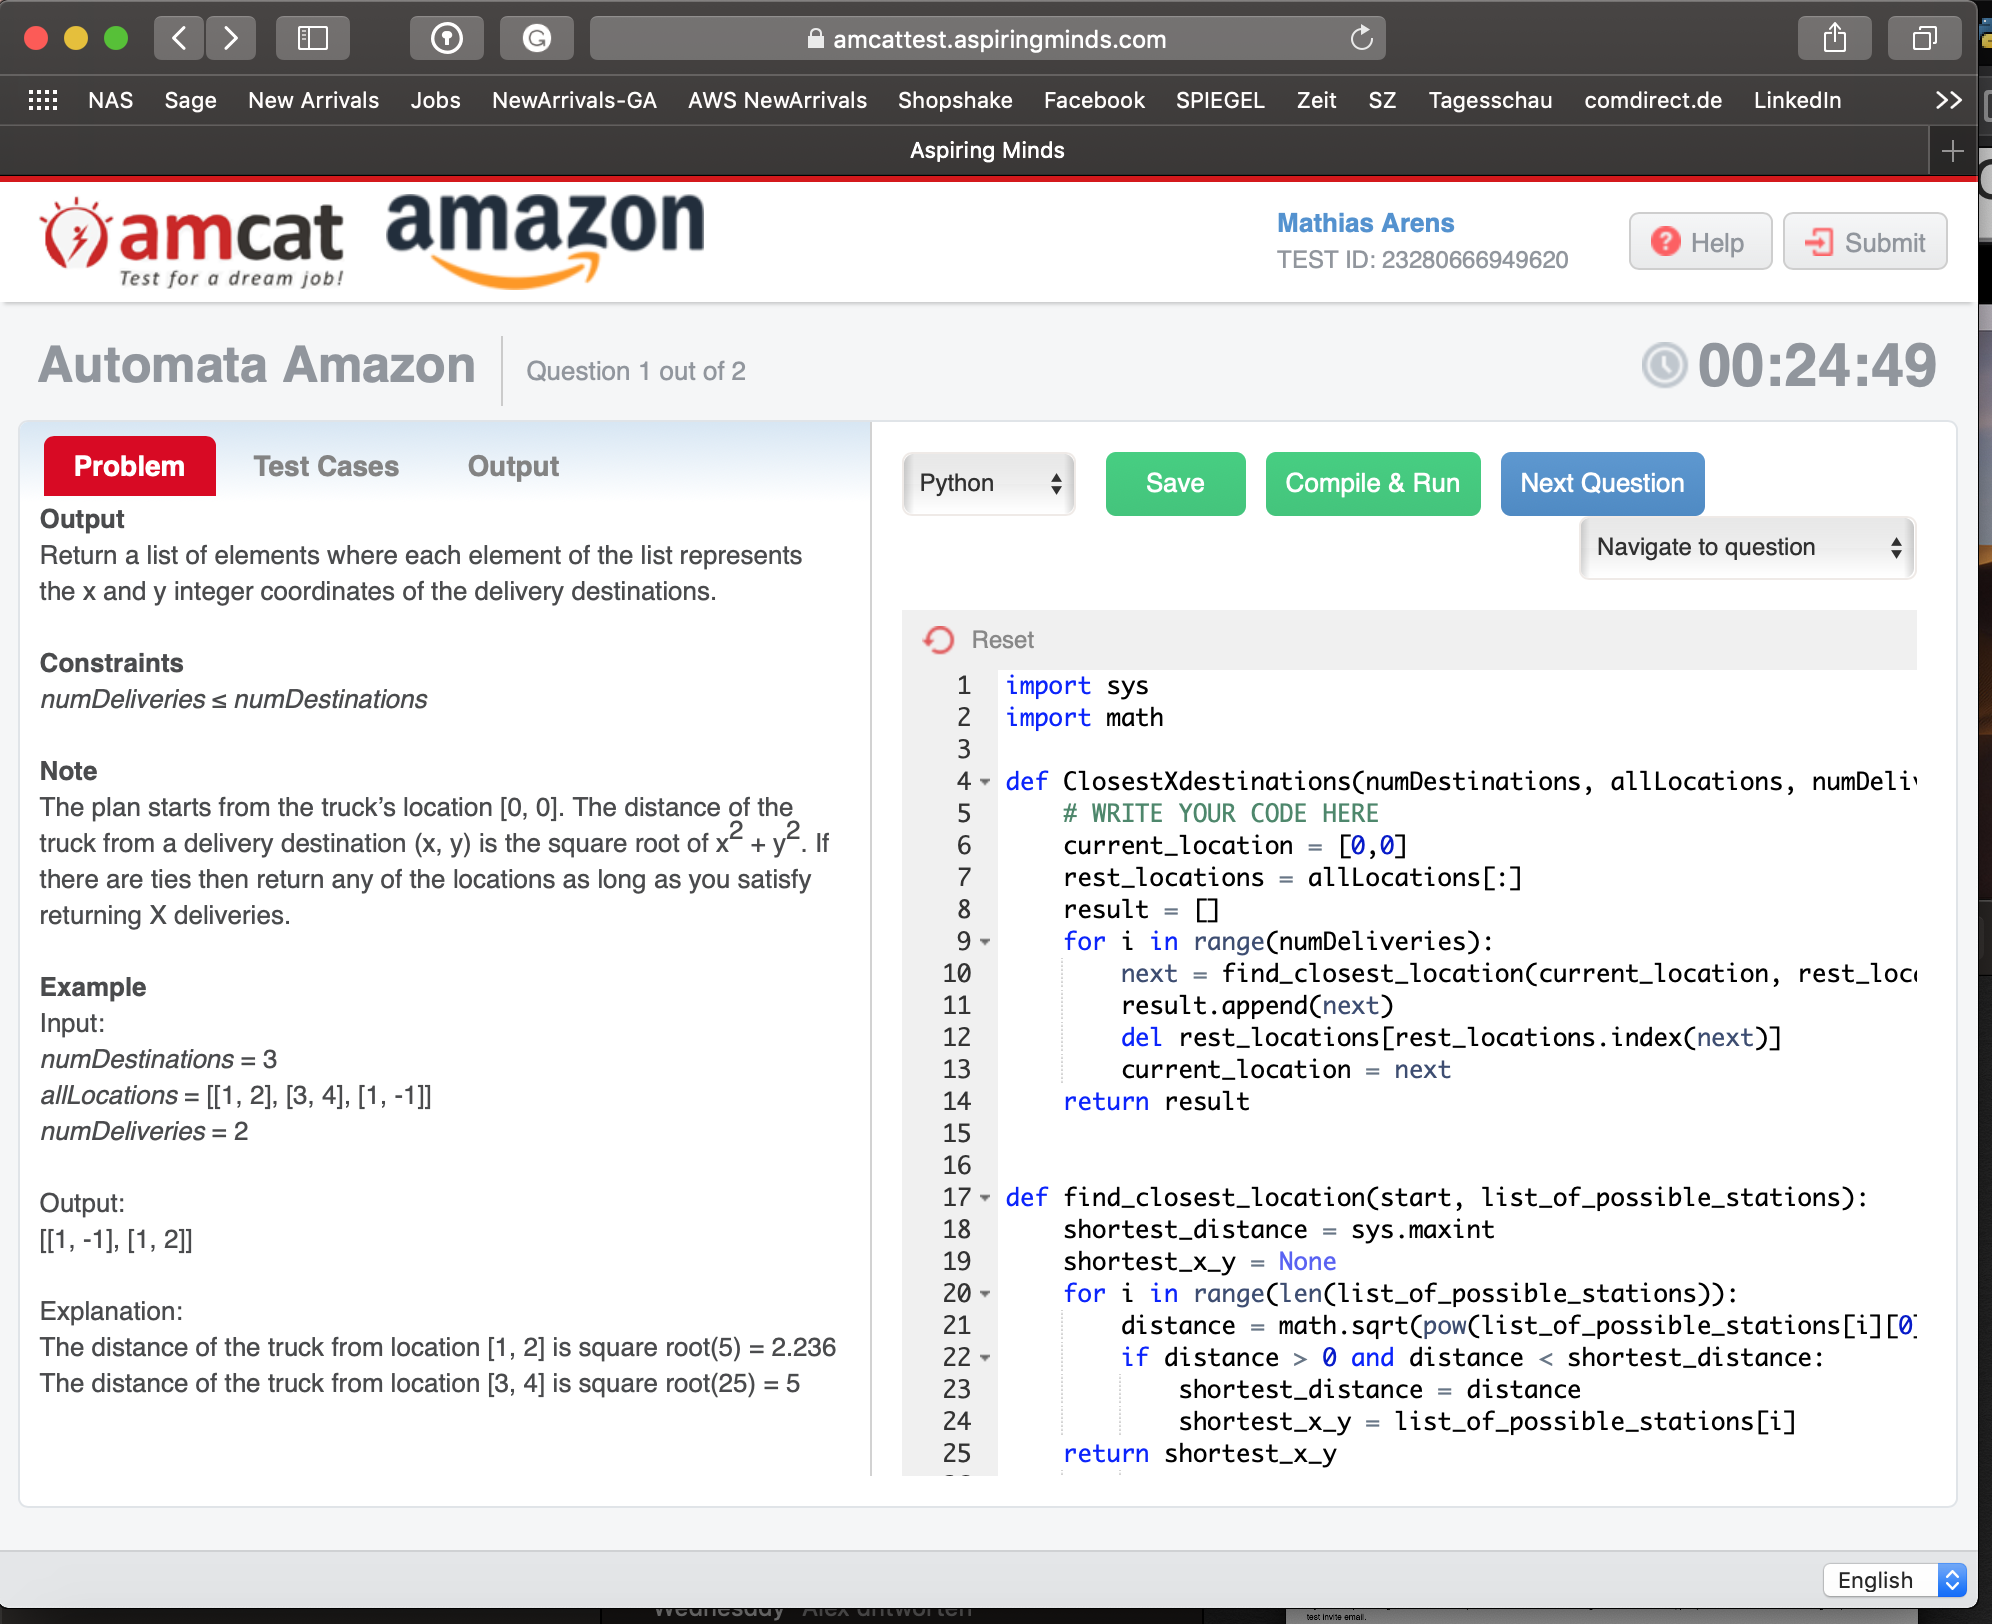 amcattest.aspiringminds.com
NAS Sage New Arrivals Jobs NewArrivals-GA AWS NewArrivals Shopshake Facebook SPIEGEL Zeit SZ Tagesschau comdirect.de LinkedIn >>
Aspiring Minds
amcat
Test for a dream job!
amazon
Mathias Arens
TEST ID: 23280666949620
Help
Submit
Automata Amazon
Question 1 out of 2
00:24:49
Problem Test Cases Output
Output
Return a list of elements where each element of the list represents
the x and y integer coordinates of the delivery destinations.
Constraints
numDeliveries ≤ numDestinations
Note
The plan starts from the truck's location [0, 0]. The distance of the
truck from a delivery destination (x, y) is the square root of x² + y². If
there are ties then return any of the locations as long as you satisfy
returning X deliveries.
Example
Input:
numDestinations = 3
allLocations = [[1, 2], [3, 4], [1, -1]]
numDeliveries = 2
Output:
[[1, -1], [1, 2]]
Explanation:
The distance of the truck from location [1, 2] is square root(5) = 2.236
The distance of the truck from location [3, 4] is square root(25) = 5
Python Save Compile & Run Next Question
Navigate to question
Reset
1 import sys
2 import math
3
4 def ClosestXdestinations(numDestinations, allLocations, numDeliv
5     # WRITE YOUR CODE HERE
6     current_location = [0,0]
7     rest_locations = allLocations[:]
8     result = []
9     for i in range(numDeliveries):
10         next = find_closest_location(current_location, rest_loca
11         result.append(next)
12         del rest_locations[rest_locations.index(next)]
13         current_location = next
14     return result
15
16
17 def find_closest_location(start, list_of_possible_stations):
18     shortest_distance = sys.maxint
19     shortest_x_y = None
20     for i in range(len(list_of_possible_stations)):
21         distance = math.sqrt(pow(list_of_possible_stations[i][0]
22         if distance > 0 and distance < shortest_distance:
23             shortest_distance = distance
24             shortest_x_y = list_of_possible_stations[i]
25     return shortest_x_y
English
Wednesday Alex antworten
test invite email.